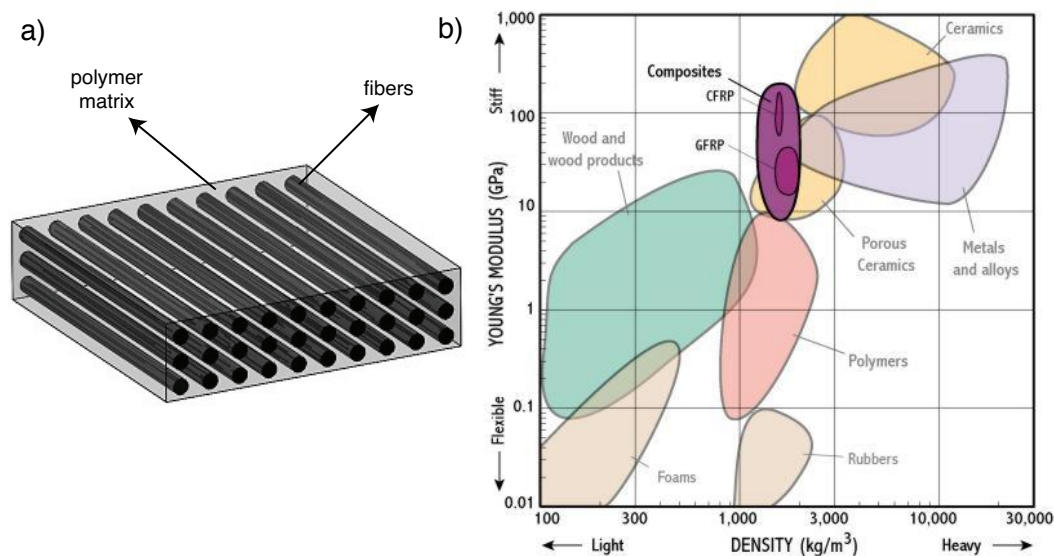 a)
polymer
matrix
fibers
b)
YOUNG'S MODULUS (GPa)
Stiff
Flexible
1,000
100
10
1
0.1
0.01
Ceramics
Composites
CFRP
GFRP
Wood and
wood products
Porous
Ceramics
Metals
and alloys
Polymers
Foams
Rubbers
100
300
1,000
3,000
10,000
30,000
Light
DENSITY (kg/m³)
Heavy